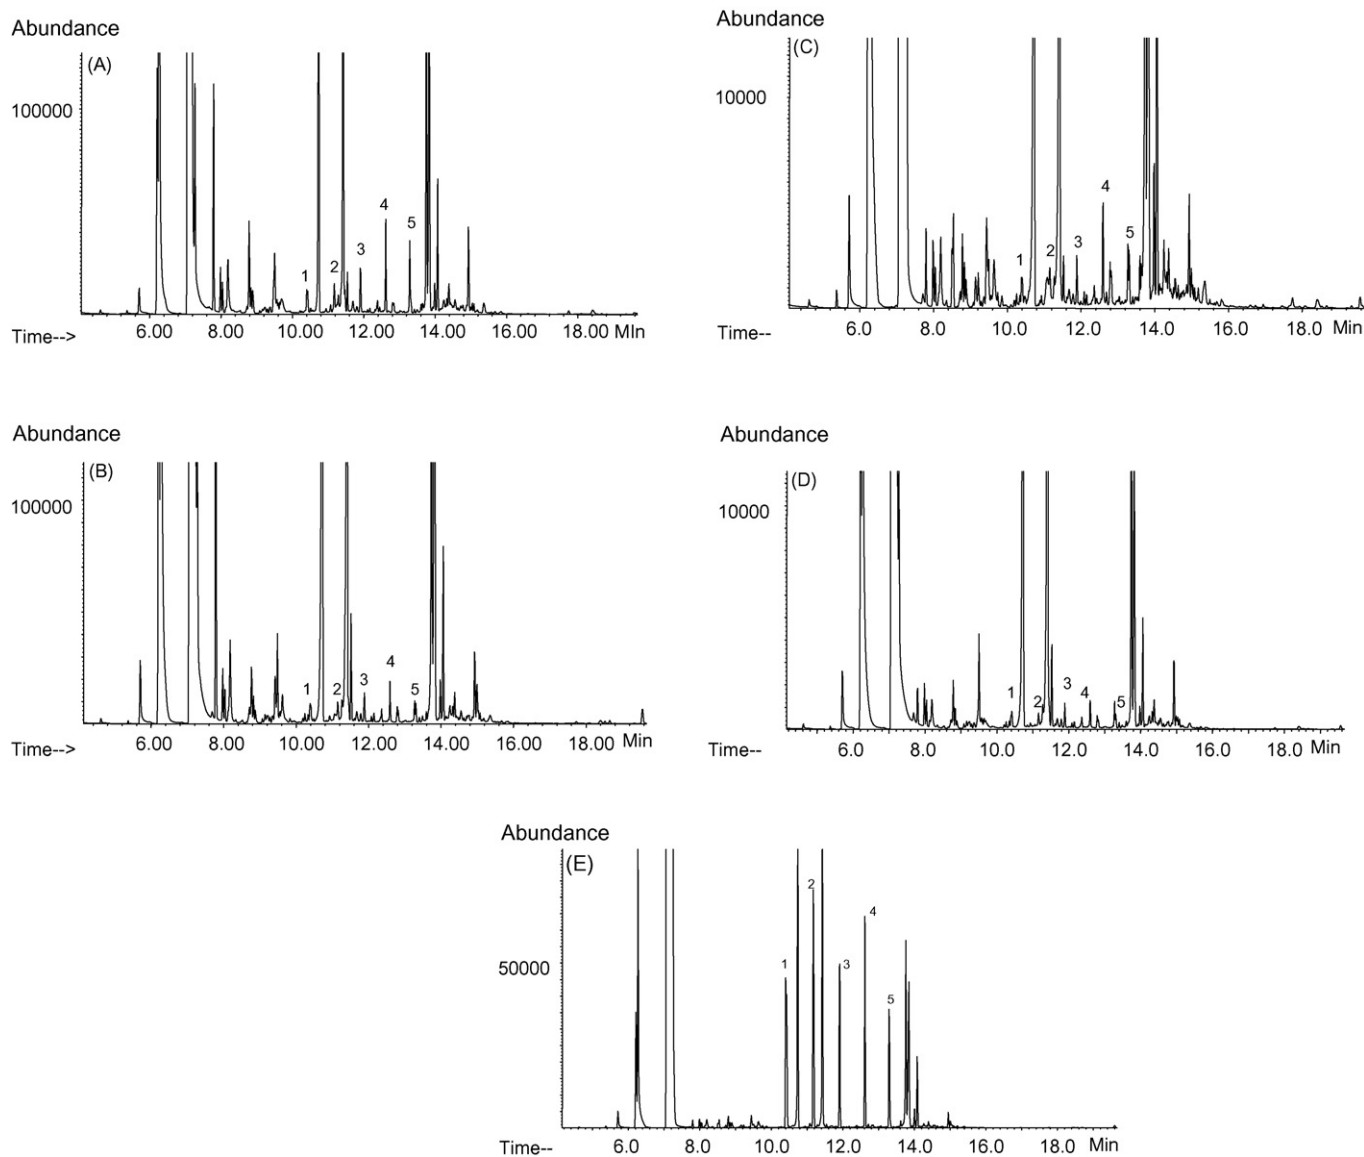 Abundance
(A)
100000
1 2 3 4 5
Time--> 6.00 8.00 10.00 12.00 14.00 16.00 18.00 MIn
Abundance
(C)
10000
1 2 3 4 5
Time-- 6.0 8.0 10.0 12.0 14.0 16.0 18.0 Min
Abundance
(B)
100000
1 2 3 4 5
Time--> 6.00 8.00 10.00 12.00 14.00 16.00 18.00 Min
Abundance
(D)
10000
1 2 3 4 5
Time-- 6.0 8.0 10.0 12.0 14.0 16.0 18.0 Min
Abundance
(E)
50000
1 2 3 4 5
Time-- 6.0 8.0 10.0 12.0 14.0 16.0 18.0 Min